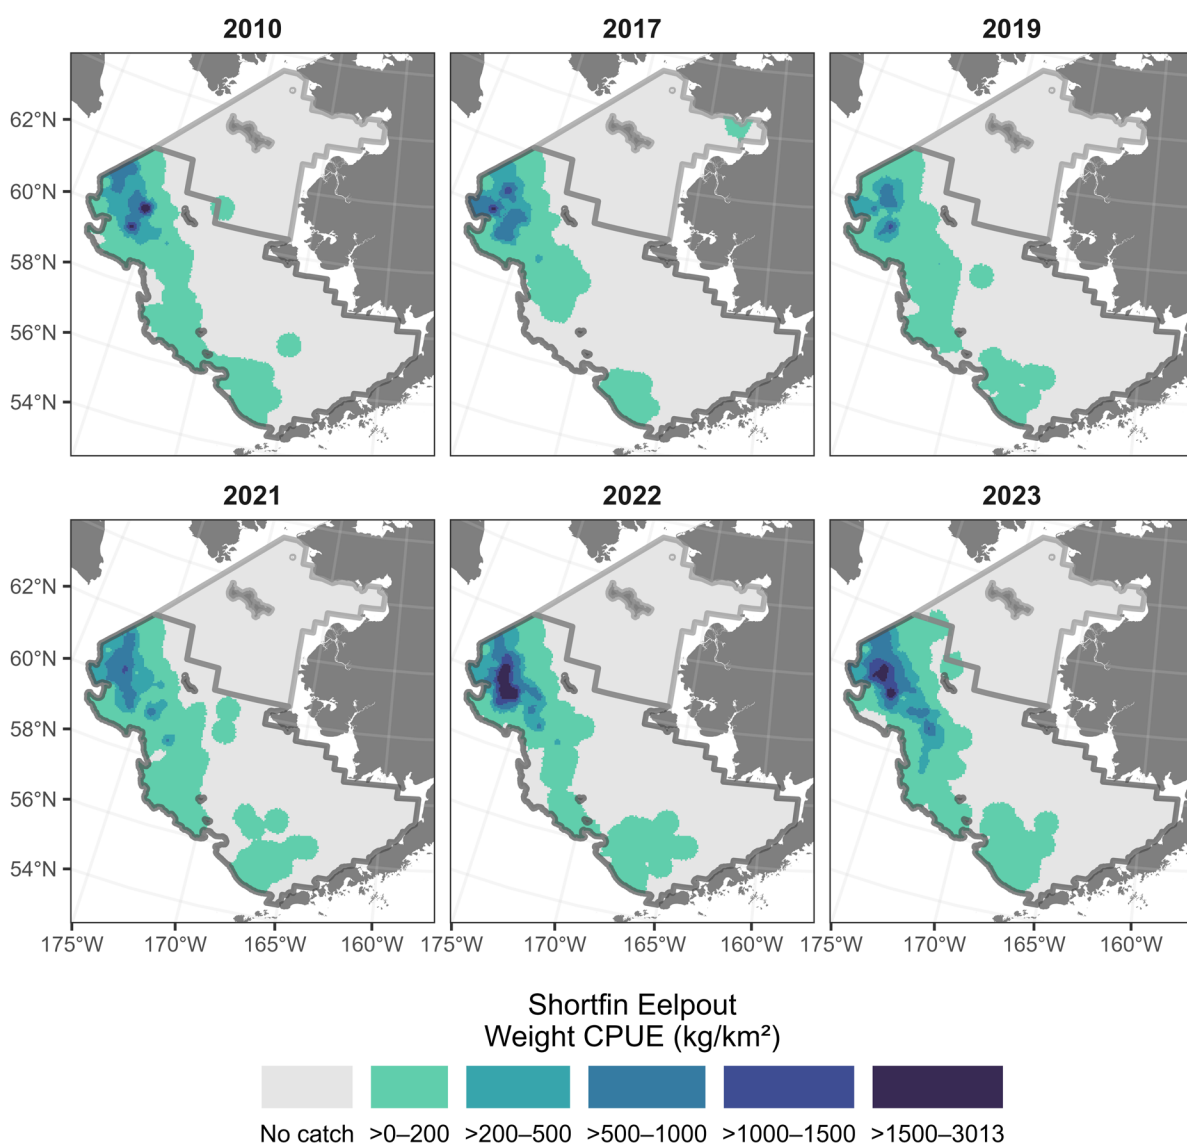 2010 2017 2019
62°N
60°N
58°N
56°N
54°N
2021 2022 2023
62°N
60°N
58°N
56°N
54°N
175°W 170°W 165°W 160°W 175°W 170°W 165°W 160°W 175°W 170°W 165°W 160°W
Shortfin Eelpout
Weight CPUE (kg/km²)
No catch >0–200 >200–500 >500–1000 >1000–1500 >1500–3013